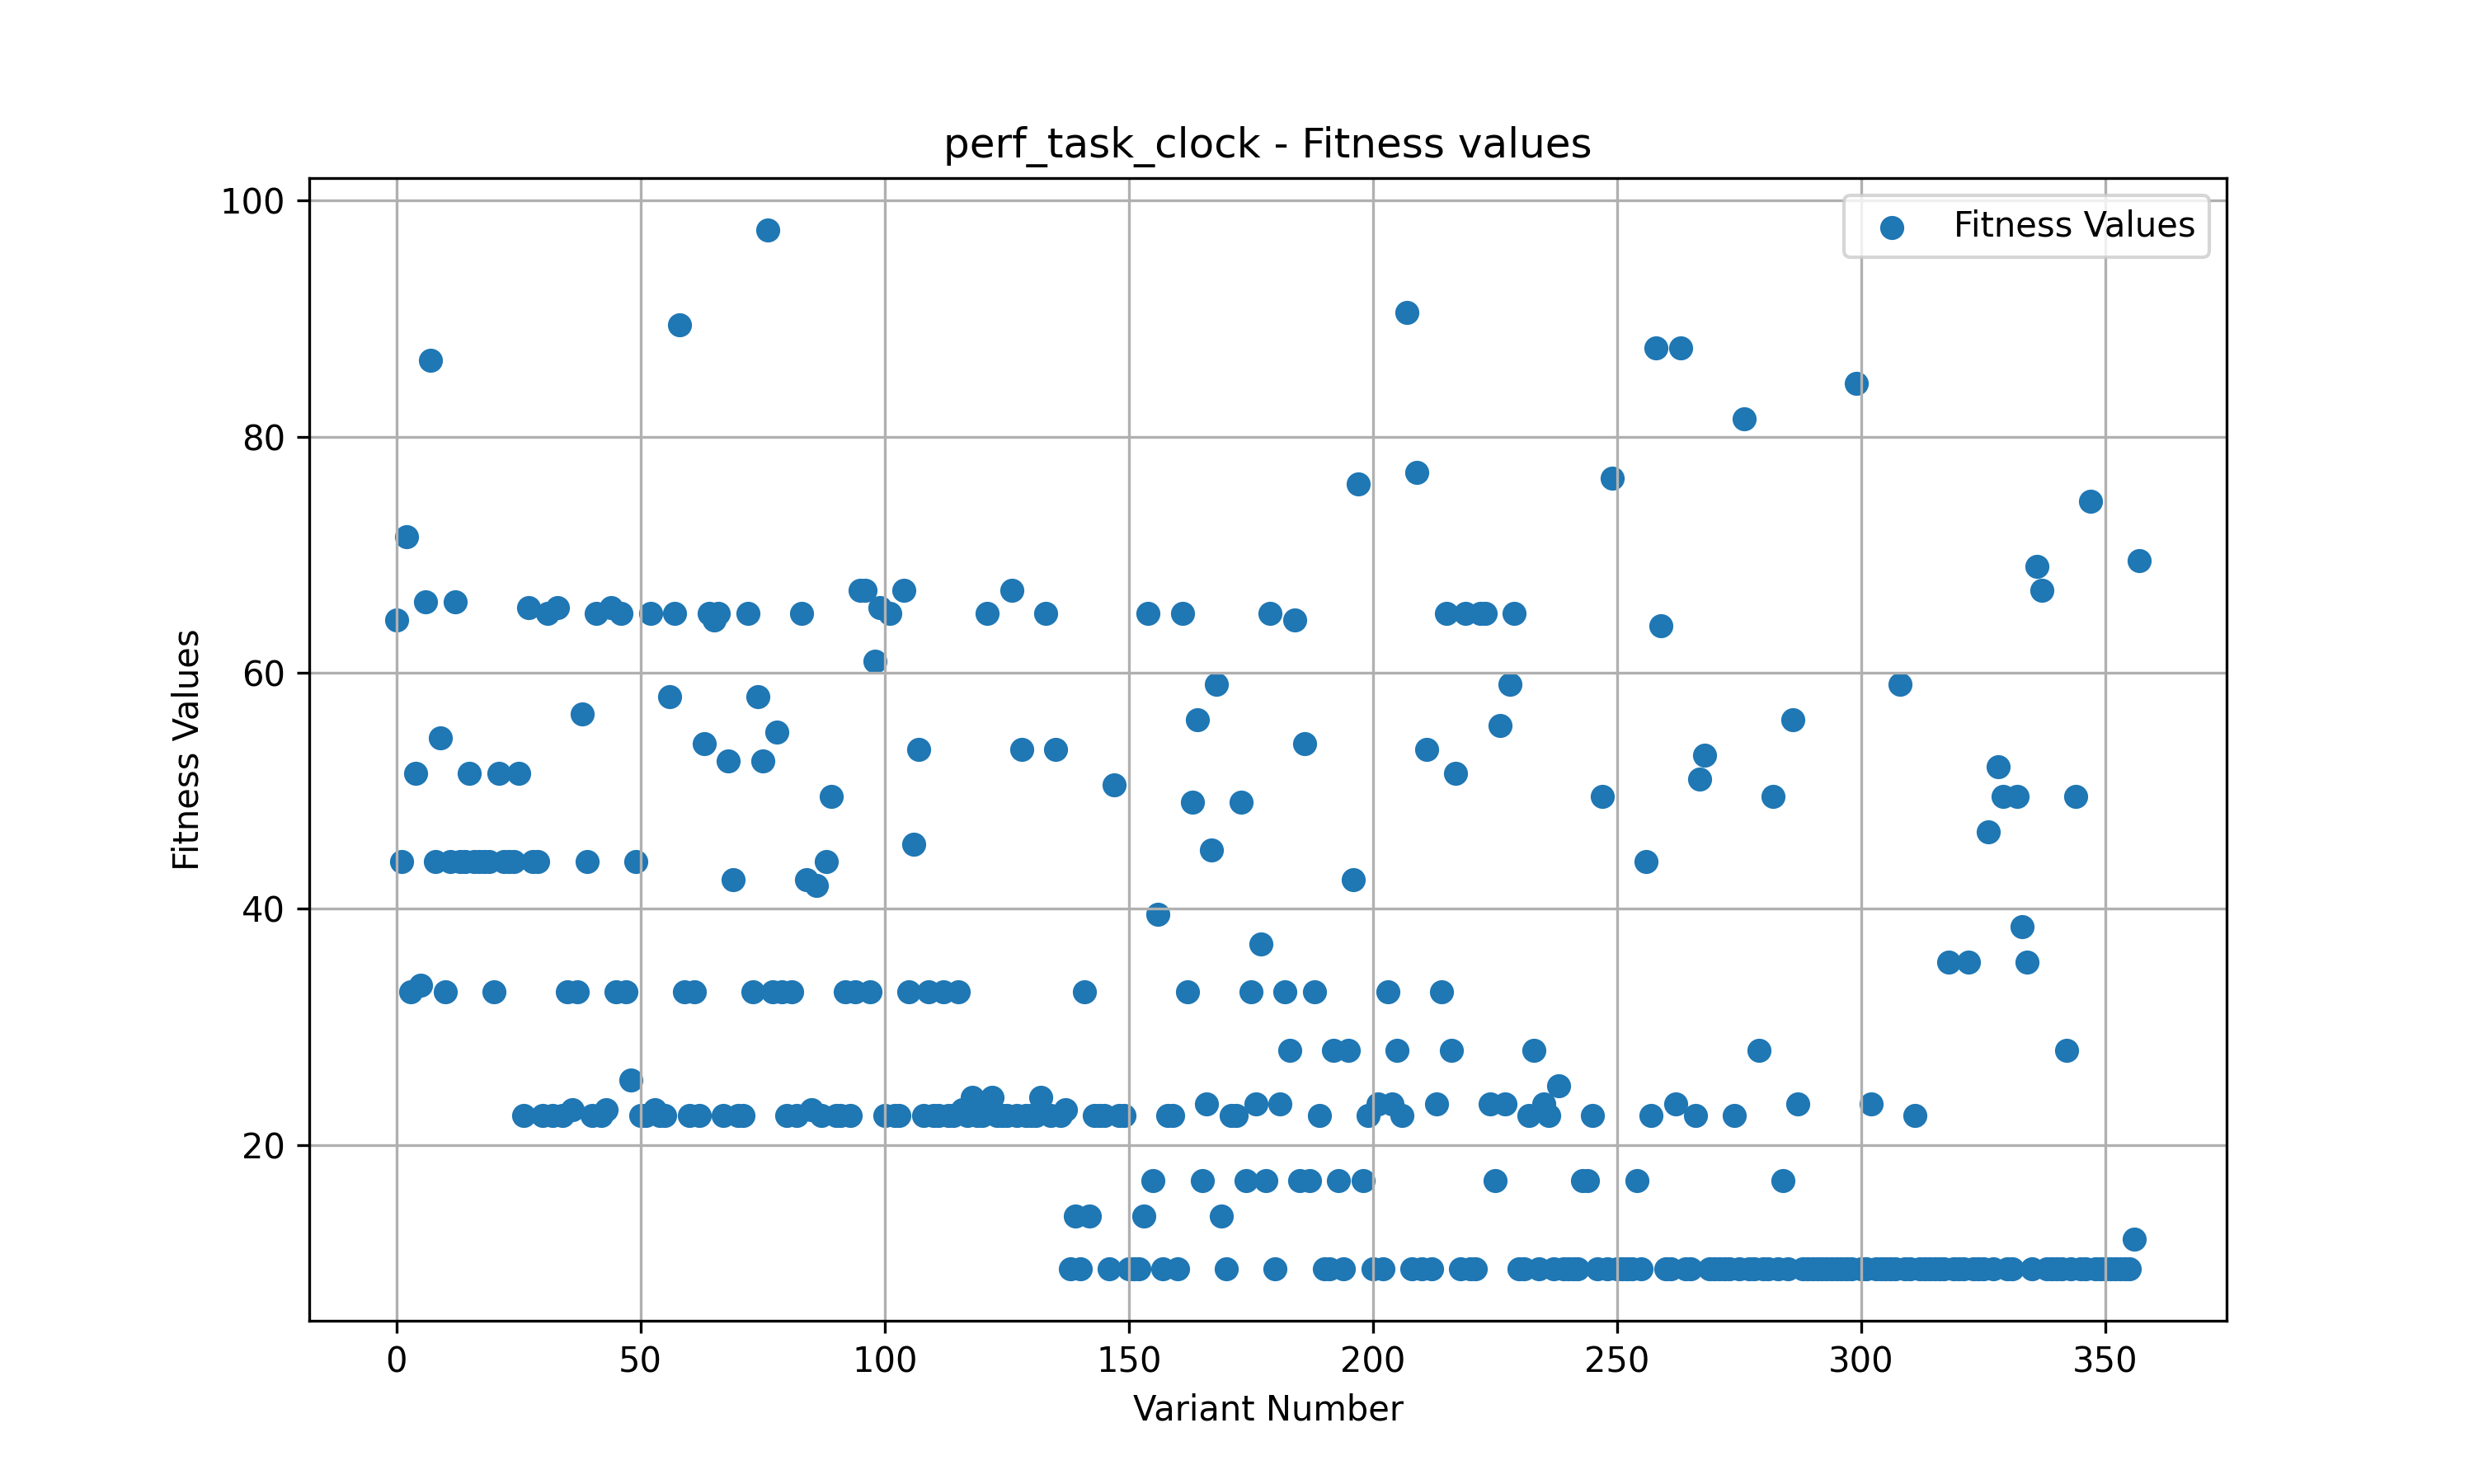 perf_task_clock - Fitness values
Fitness Values
Fitness Values
100
80
60
40
20
0 50 100 150 200 250 300 350
Variant Number